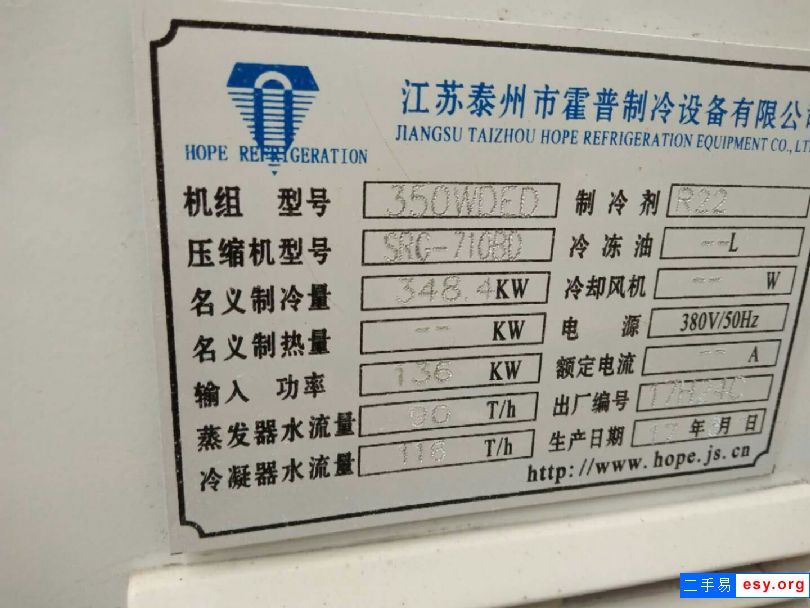 江苏泰州市霍普制冷设备有限公司
HOPE REFRIGERATION
JIANGSU TAIZHOU HOPE REFRIGERATION EQUIPMENT CO., LT
机组 型号 350WDED 制冷剂 R22
压缩机型号 SRG-710BD 冷冻油 --L
名义制冷量 348.4KW 冷却风机 -- W
名义制热量 -- KW 电 源 380V/50Hz
输入 功率 136 KW 额定电流 -- A
蒸发器水流量 90 T/h 出厂编号
冷凝器水流量 116 T/h 生产日期 12 年 月 日
http://www.hope.js.cn
二手易 esy.org